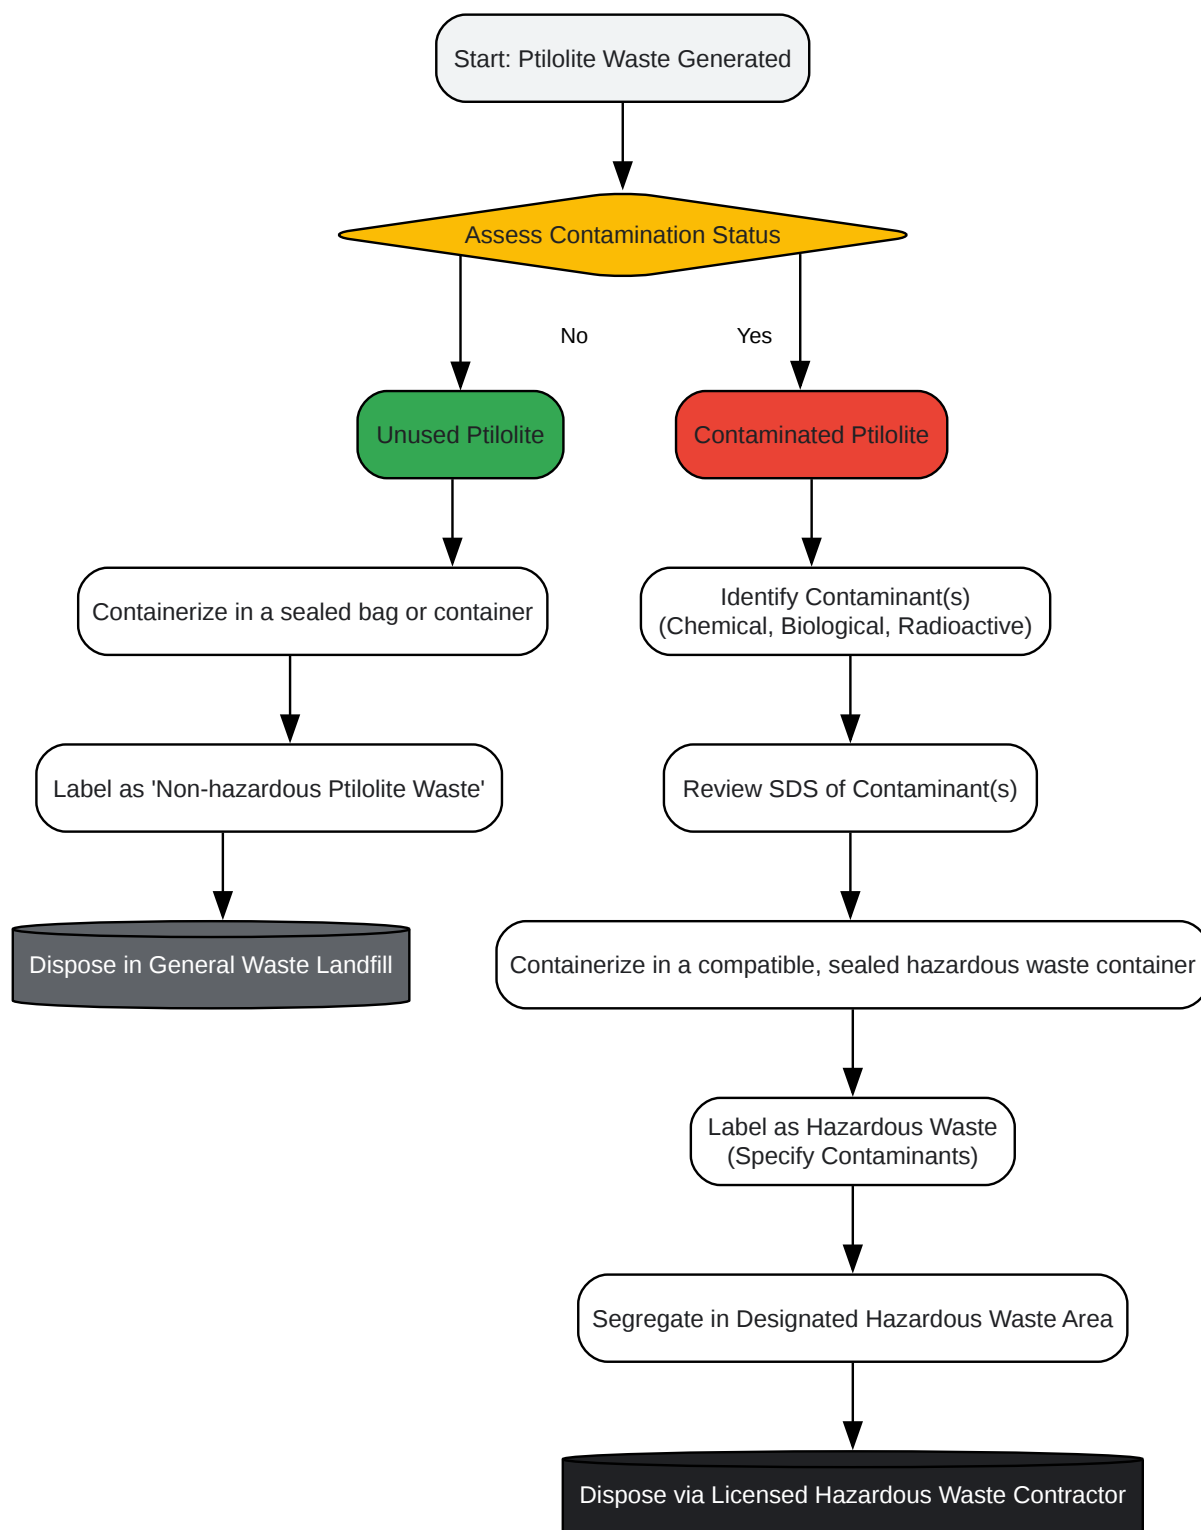 Start: Ptilolite Waste Generated
Assess Contamination Status
No
Yes
Unused Ptilolite
Contaminated Ptilolite
Containerize in a sealed bag or container
Identify Contaminant(s)
(Chemical, Biological, Radioactive)
Label as 'Non-hazardous Ptilolite Waste'
Review SDS of Contaminant(s)
Dispose in General Waste Landfill
Containerize in a compatible, sealed hazardous waste container
Label as Hazardous Waste
(Specify Contaminants)
Segregate in Designated Hazardous Waste Area
Dispose via Licensed Hazardous Waste Contractor